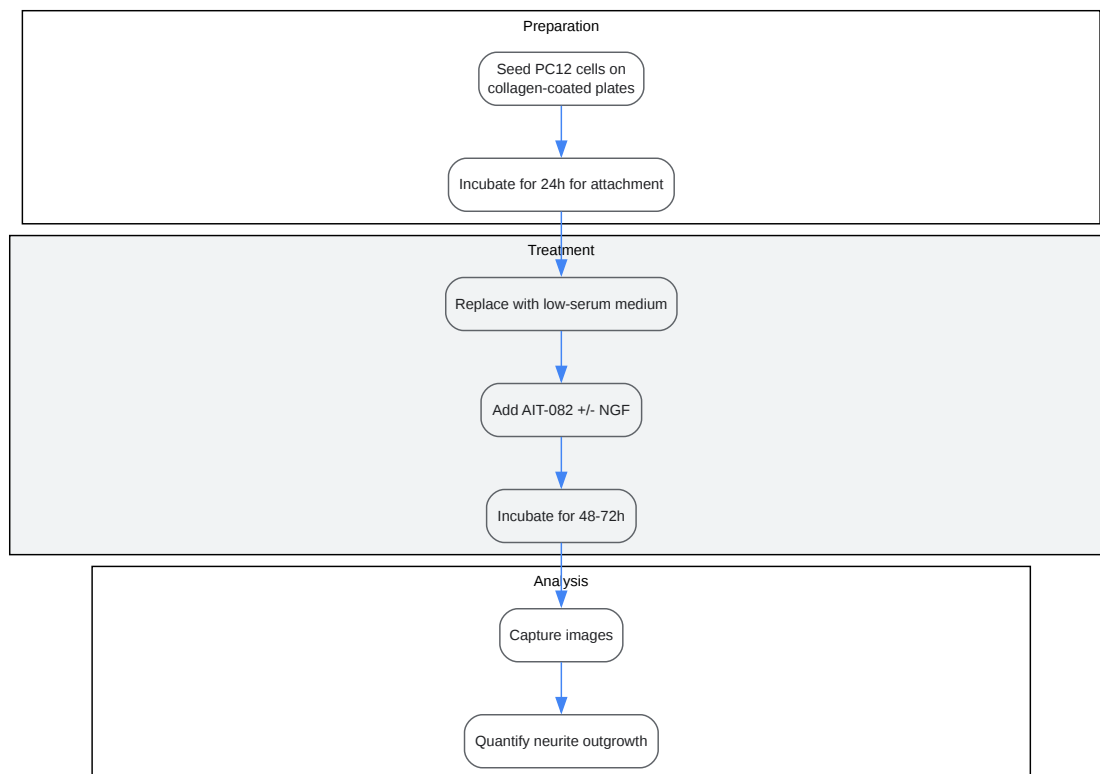 Preparation
Seed PC12 cells on
collagen-coated plates
Incubate for 24h for attachment
Treatment
Replace with low-serum medium
Add AIT-082 +/- NGF
Incubate for 48-72h
Analysis
Capture images
Quantify neurite outgrowth